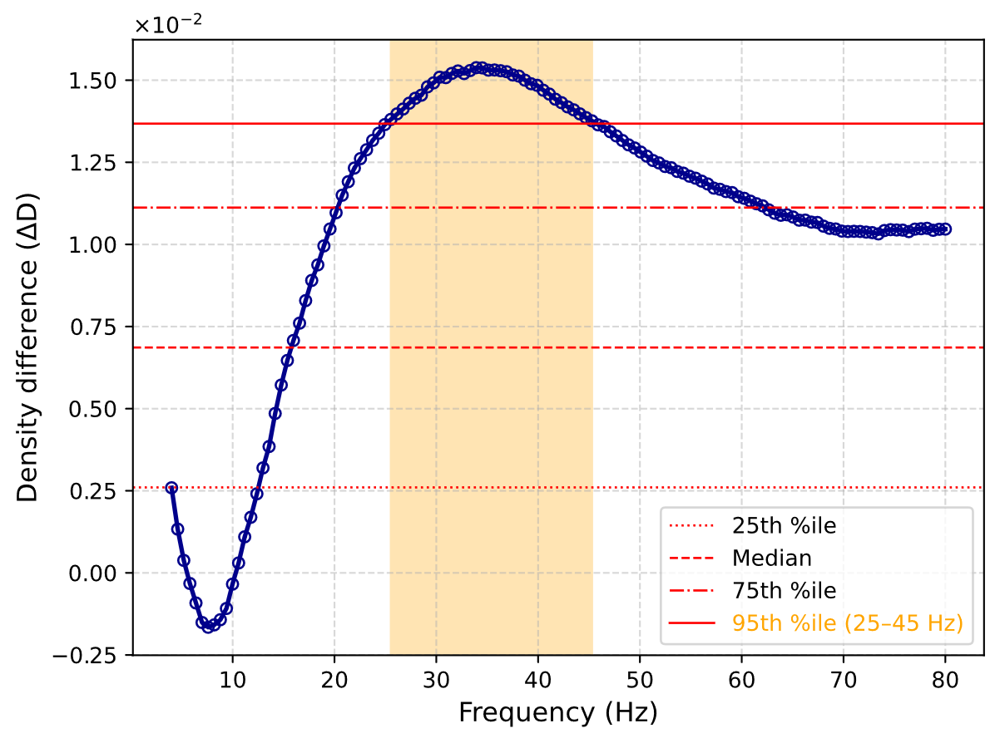 ×10⁻²
Density difference (ΔD)
1.50
1.25
1.00
0.75
0.50
0.25
0.00
−0.25
10 20 30 40 50 60 70 80
Frequency (Hz)
25th %ile
Median
75th %ile
95th %ile (25–45 Hz)